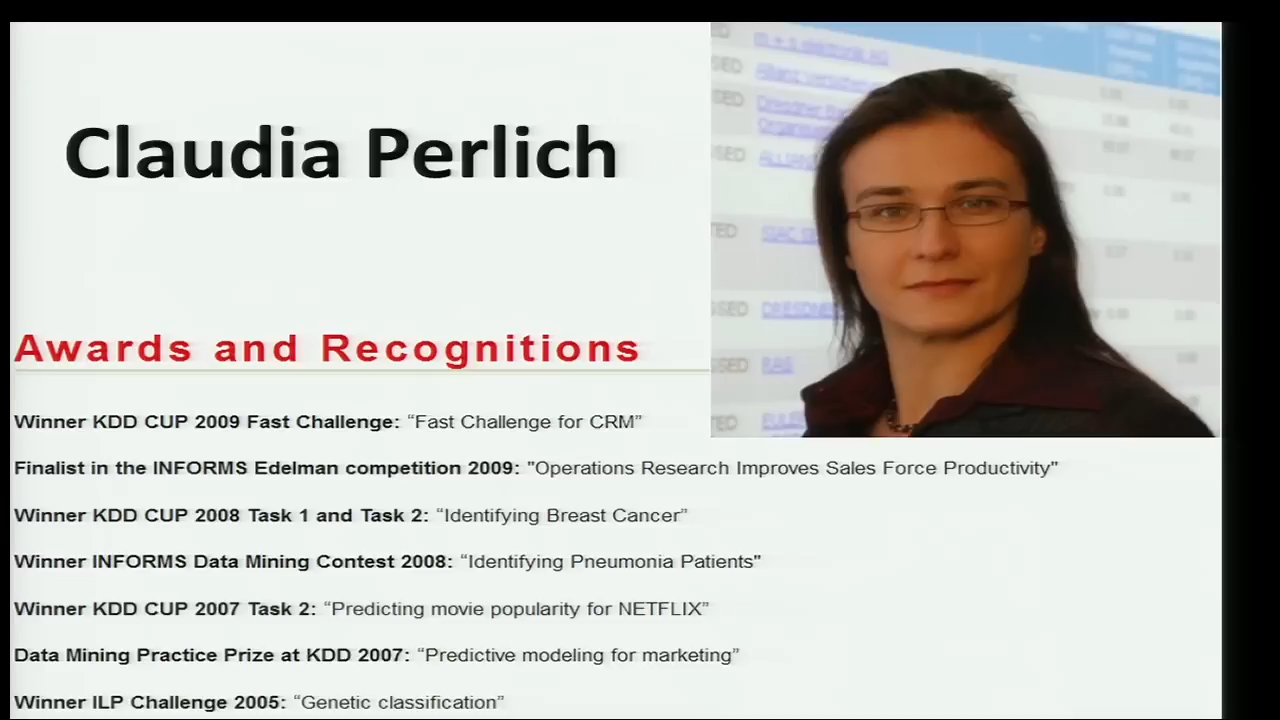 Claudia Perlich
Awards and Recognitions
Winner KDD CUP 2009 Fast Challenge: “Fast Challenge for CRM”
Finalist in the INFORMS Edelman competition 2009: "Operations Research Improves Sales Force Productivity"
Winner KDD CUP 2008 Task 1 and Task 2: “Identifying Breast Cancer”
Winner INFORMS Data Mining Contest 2008: “Identifying Pneumonia Patients"
Winner KDD CUP 2007 Task 2: “Predicting movie popularity for NETFLIX”
Data Mining Practice Prize at KDD 2007: “Predictive modeling for marketing”
Winner ILP Challenge 2005: “Genetic classification”